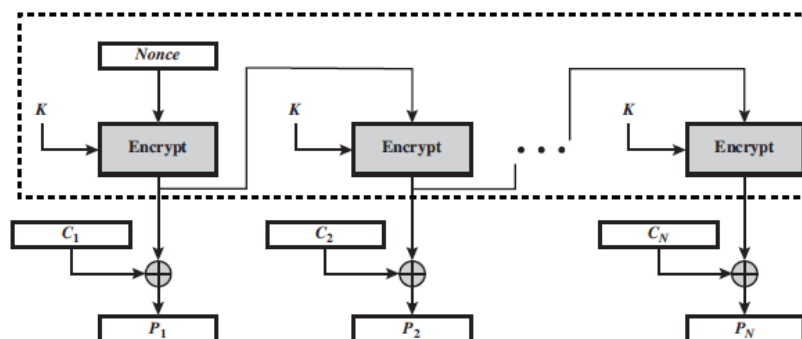 Nonce
K K K
Encrypt Encrypt • • • Encrypt
C1 C2 CN
P1 P2 PN